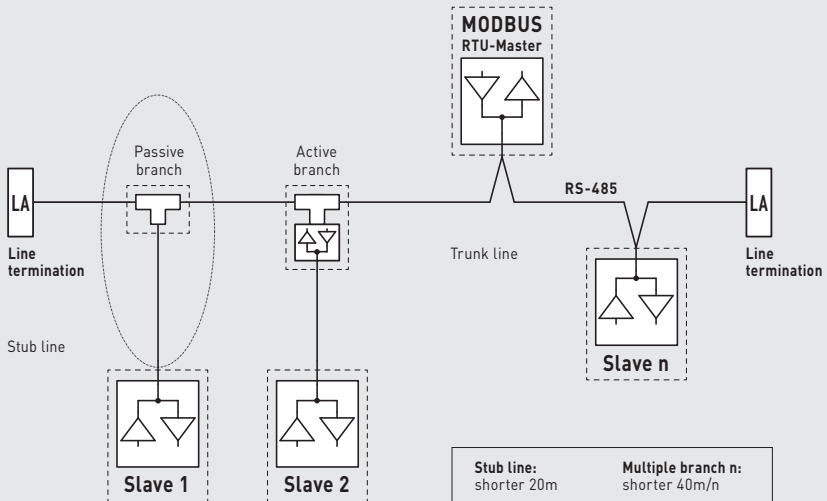 MODBUS
RTU-Master
Passive
branch
Active
branch
LA
RS-485
LA
Line
termination
Trunk line
Line
termination
Stub line
Slave n
Slave 1
Slave 2
Stub line:
shorter 20m
Multiple branch n:
shorter 40m/n